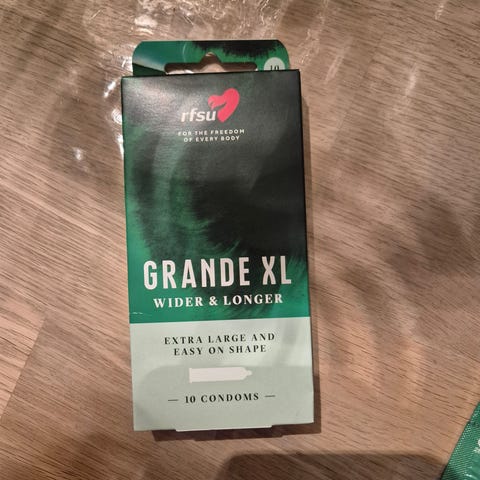 10
rfsu
FOR THE FREEDOM
OF EVERY BODY
GRANDE XL
WIDER & LONGER
EXTRA LARGE AND
EASY ON SHAPE
— 10 CONDOMS —